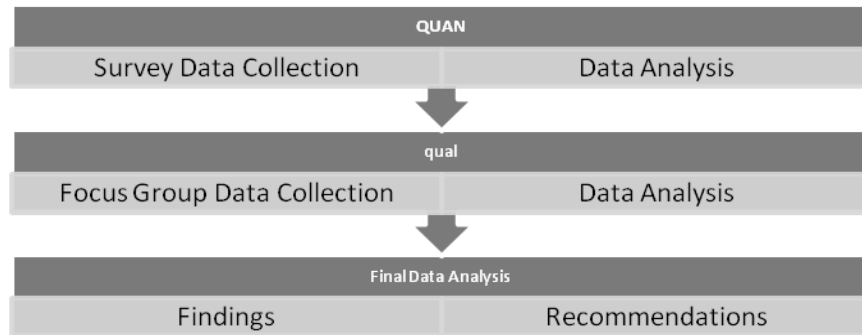 QUAN
Survey Data Collection Data Analysis
qual
Focus Group Data Collection Data Analysis
Final Data Analysis
Findings Recommendations